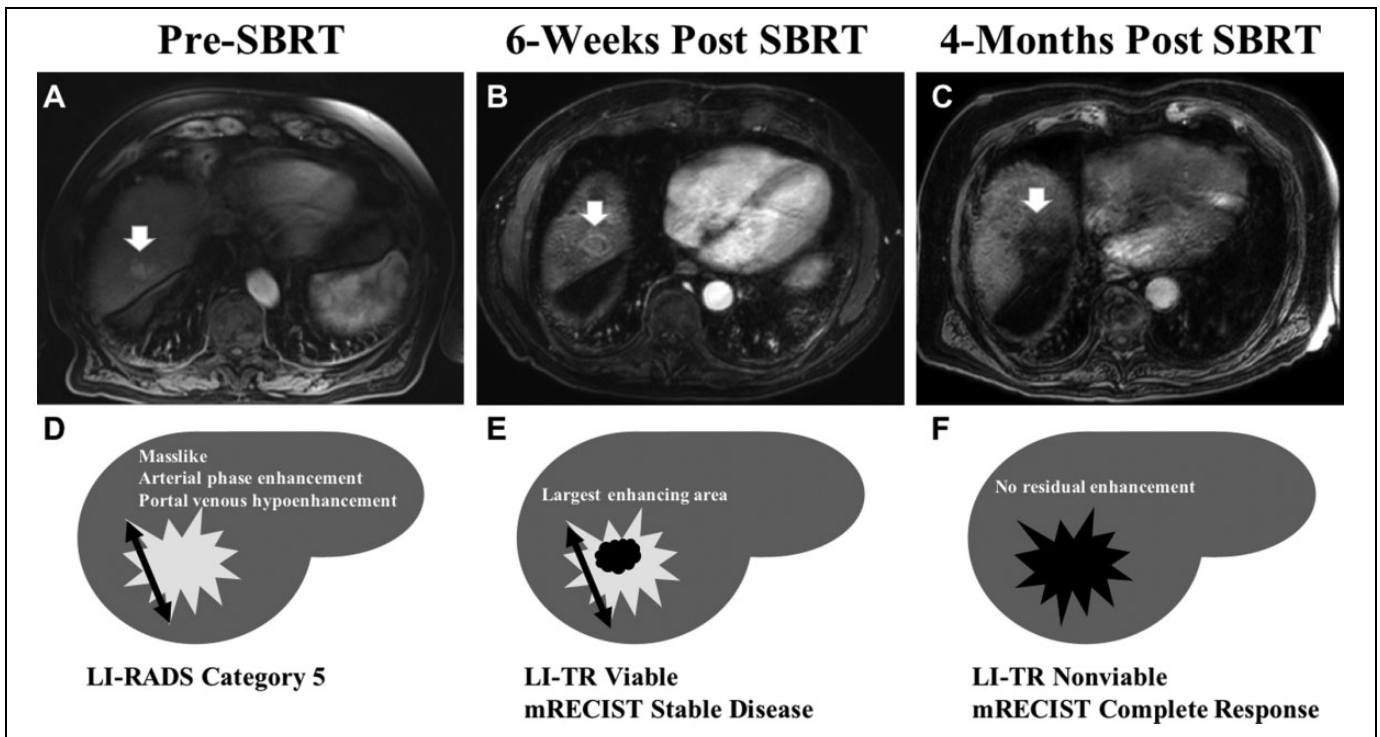 Pre-SBRT
6-Weeks Post SBRT
4-Months Post SBRT
A
B
C
D
Masslike
Arterial phase enhancement
Portal venous hypoenhancement
LI-RADS Category 5
E
Largest enhancing area
LI-TR Viable
mRECIST Stable Disease
F
No residual enhancement
LI-TR Nonviable
mRECIST Complete Response